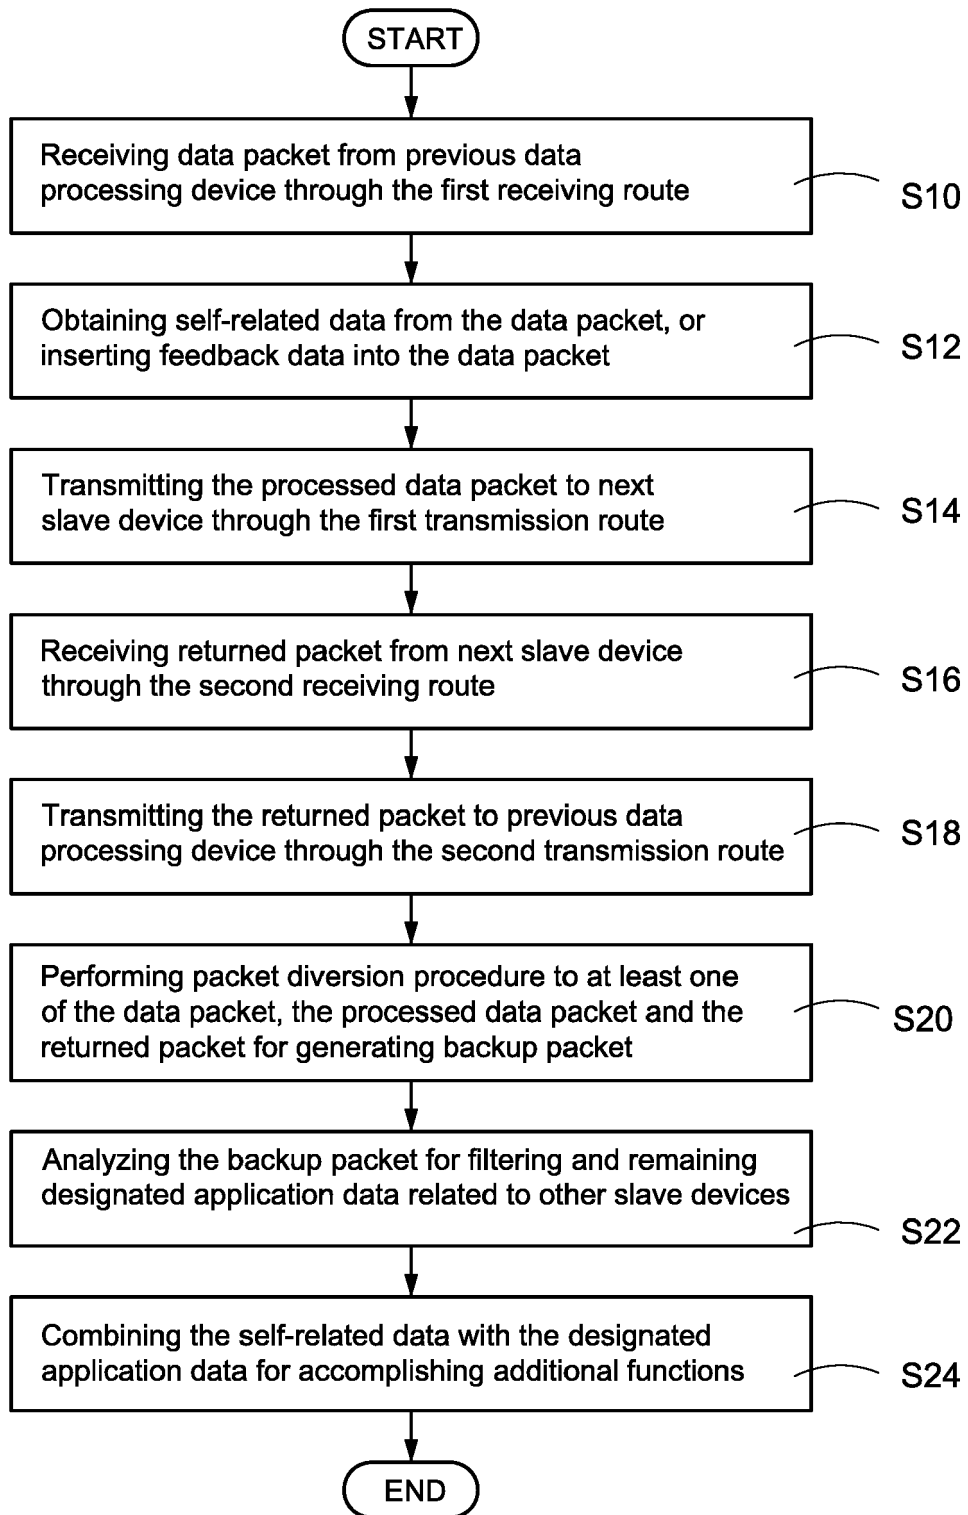 START
Receiving data packet from previous data
processing device through the first receiving route
S10
Obtaining self-related data from the data packet, or
inserting feedback data into the data packet
S12
Transmitting the processed data packet to next
slave device through the first transmission route
S14
Receiving returned packet from next slave device
through the second receiving route
S16
Transmitting the returned packet to previous data
processing device through the second transmission route
S18
Performing packet diversion procedure to at least one
of the data packet, the processed data packet and the
returned packet for generating backup packet
S20
Analyzing the backup packet for filtering and remaining
designated application data related to other slave devices
S22
Combining the self-related data with the designated
application data for accomplishing additional functions
S24
END